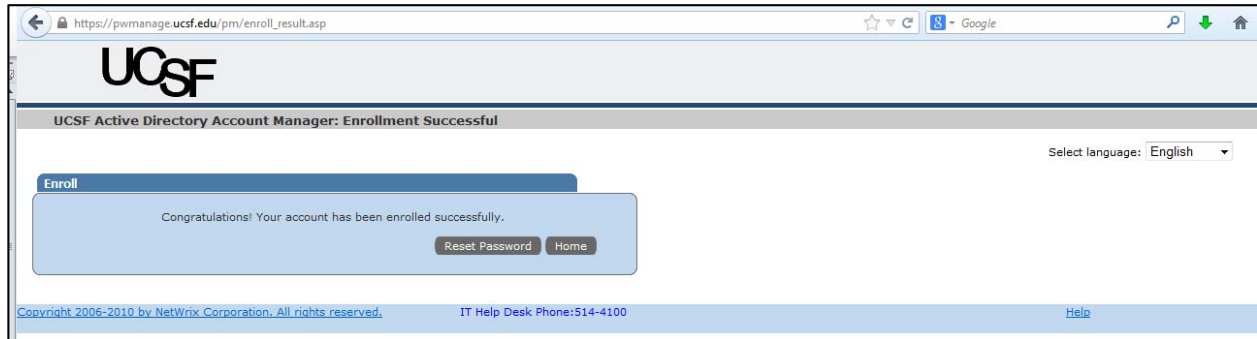 https://pwmanage.ucsf.edu/pm/enroll_result.asp
8 Google
UCSF
UCSF Active Directory Account Manager: Enrollment Successful
Select language: English
Enroll
Congratulations! Your account has been enrolled successfully.
Reset Password Home
Copyright 2006-2010 by NetWrix Corporation. All rights reserved. IT Help Desk Phone:514-4100 Help